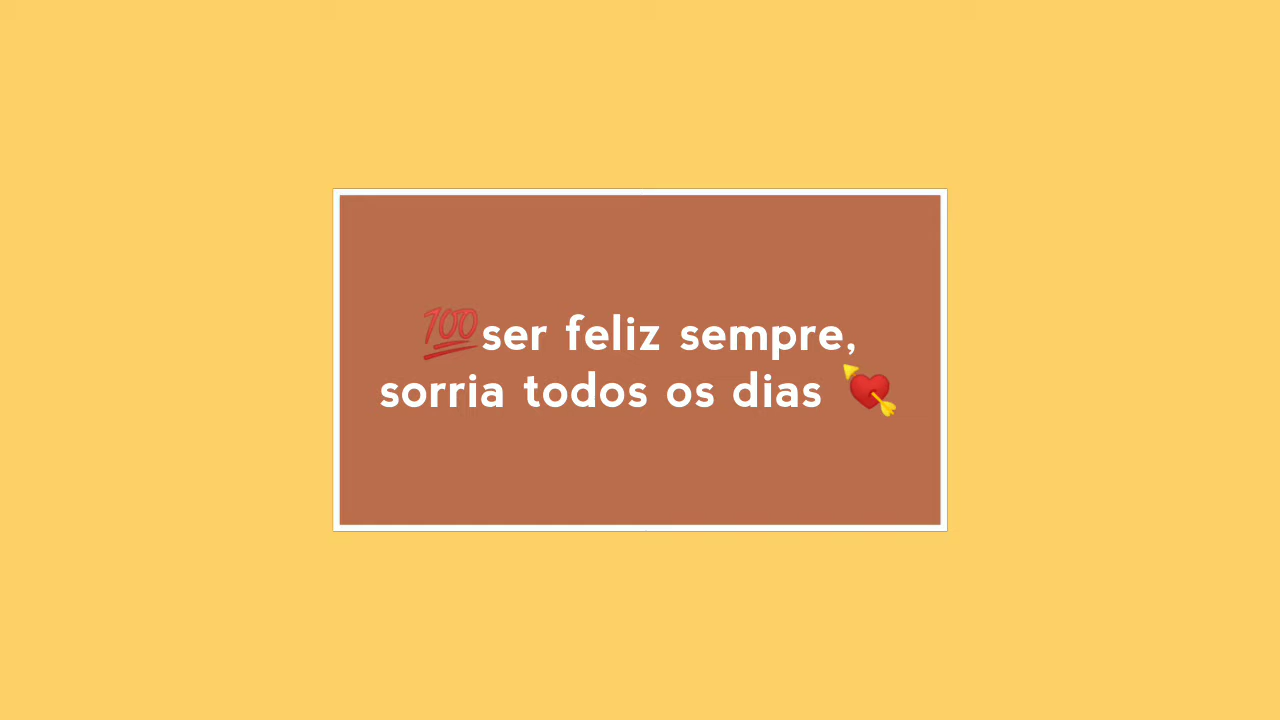 💯ser feliz sempre,
sorria todos os dias 💘